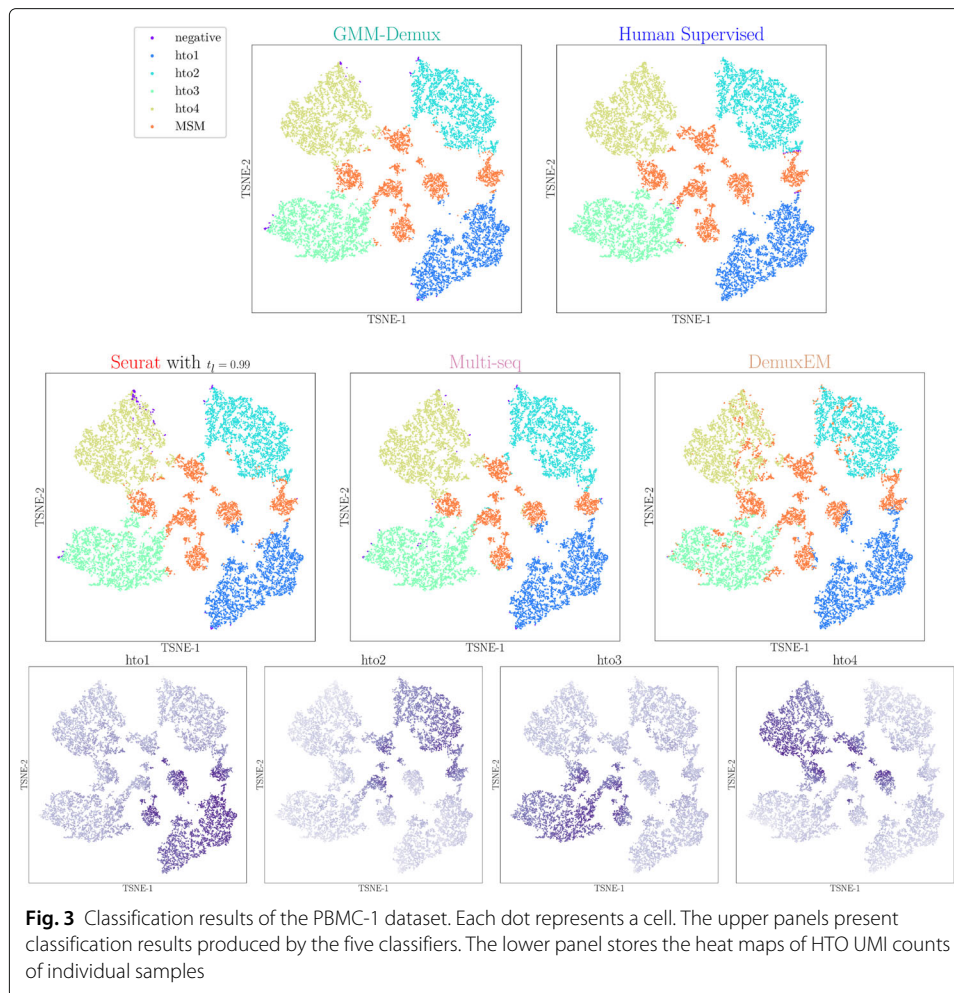 negative
hto1
hto2
hto3
hto4
MSM
GMM-Demux
Human Supervised
TSNE-2
TSNE-2
TSNE-1
TSNE-1
Seurat with t_l = 0.99
Multi-seq
DemuxEM
TSNE-2
TSNE-2
TSNE-2
TSNE-1
TSNE-1
TSNE-1
hto1
hto2
hto3
hto4
TSNE-2
TSNE-2
TSNE-2
TSNE-2
TSNE-1
TSNE-1
TSNE-1
TSNE-1
Fig. 3 Classification results of the PBMC-1 dataset. Each dot represents a cell. The upper panels present
classification results produced by the five classifiers. The lower panel stores the heat maps of HTO UMI counts
of individual samples